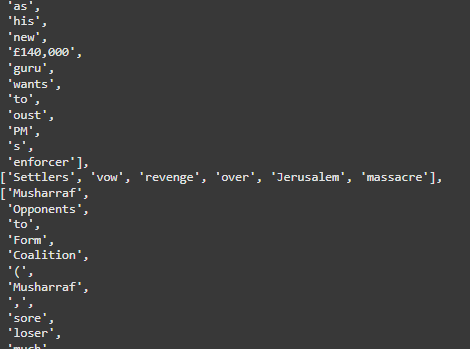 'as',
'his',
'new',
'£140,000',
'guru',
'wants',
'to',
'oust',
'PM',
's',
'enforcer'],
['Settlers', 'vow', 'revenge', 'over', 'Jerusalem', 'massacre'],
['Musharraf',
'Opponents',
'to',
'Form',
'Coalition',
'(',
'Musharraf',
',',
'sore',
'loser',
'much